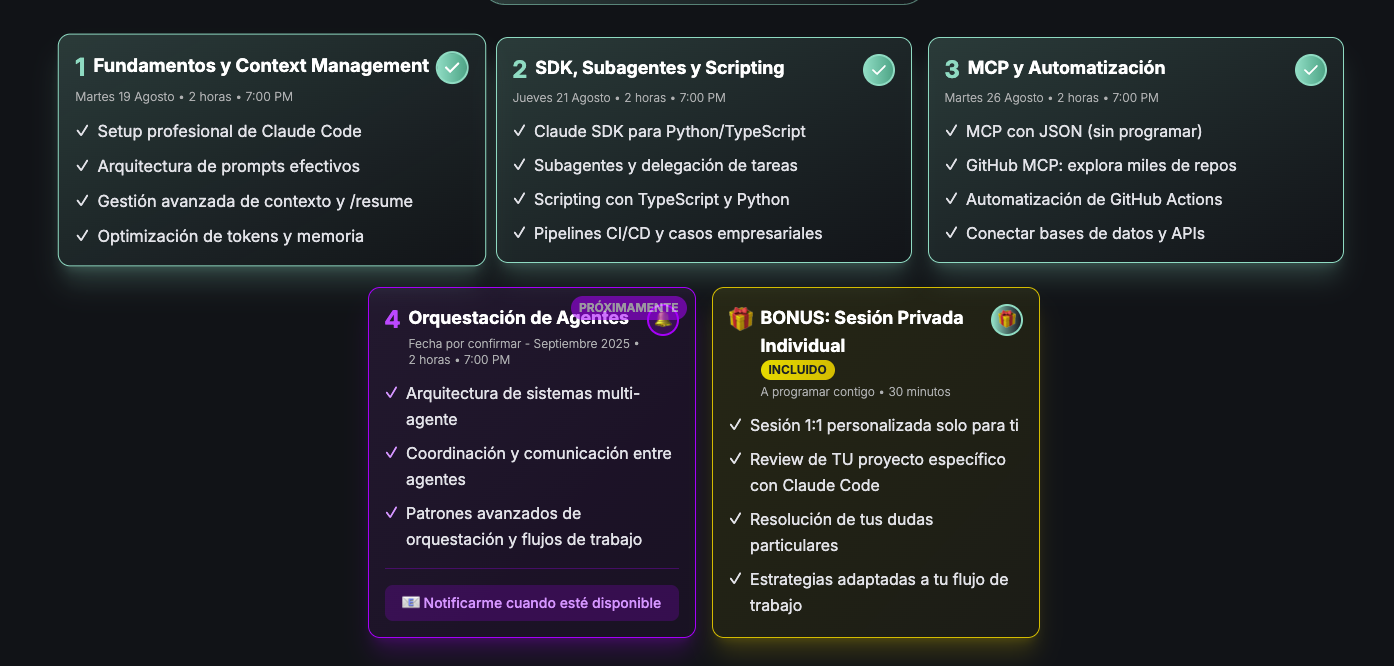 1 Fundamentos y Context Management
Martes 19 Agosto • 2 horas • 7:00 PM
✓ Setup profesional de Claude Code
✓ Arquitectura de prompts efectivos
✓ Gestión avanzada de contexto y /resume
✓ Optimización de tokens y memoria
2 SDK, Subagentes y Scripting
Jueves 21 Agosto • 2 horas • 7:00 PM
✓ Claude SDK para Python/TypeScript
✓ Subagentes y delegación de tareas
✓ Scripting con TypeScript y Python
✓ Pipelines CI/CD y casos empresariales
3 MCP y Automatización
Martes 26 Agosto • 2 horas • 7:00 PM
✓ MCP con JSON (sin programar)
✓ GitHub MCP: explora miles de repos
✓ Automatización de GitHub Actions
✓ Conectar bases de datos y APIs
PRÓXIMAMENTE
4 Orquestación de Agentes
Fecha por confirmar - Septiembre 2025 •
2 horas • 7:00 PM
✓ Arquitectura de sistemas multi-
agente
✓ Coordinación y comunicación entre
agentes
✓ Patrones avanzados de
orquestación y flujos de trabajo
Notificarme cuando esté disponible
BONUS: Sesión Privada
Individual
INCLUIDO
A programar contigo • 30 minutos
✓ Sesión 1:1 personalizada solo para ti
✓ Review de TU proyecto específico
con Claude Code
✓ Resolución de tus dudas
particulares
✓ Estrategias adaptadas a tu flujo de
trabajo